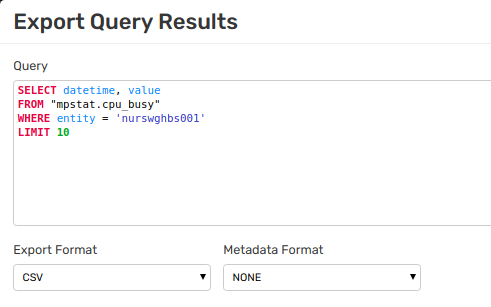 Export Query Results
Query
SELECT datetime, value
FROM "mpstat.cpu_busy"
WHERE entity = 'nurswghbs001'
LIMIT 10
Export Format Metadata Format
CSV NONE